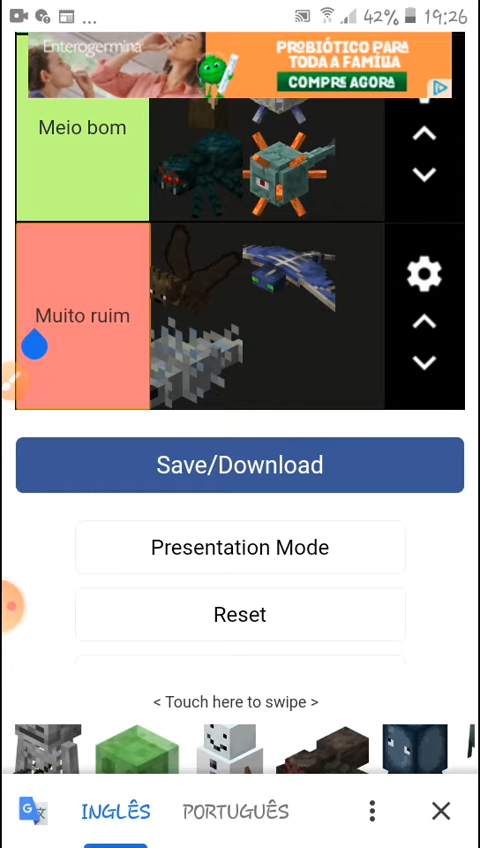 ... 42% 19:26
Enterogermina
PROBIÓTICO PARA
TODA A FAMÍLIA
COMPRE AGORA
Meio bom
Muito ruim
Save/Download
Presentation Mode
Reset
< Touch here to swipe >
INGLÊS PORTUGUÊS